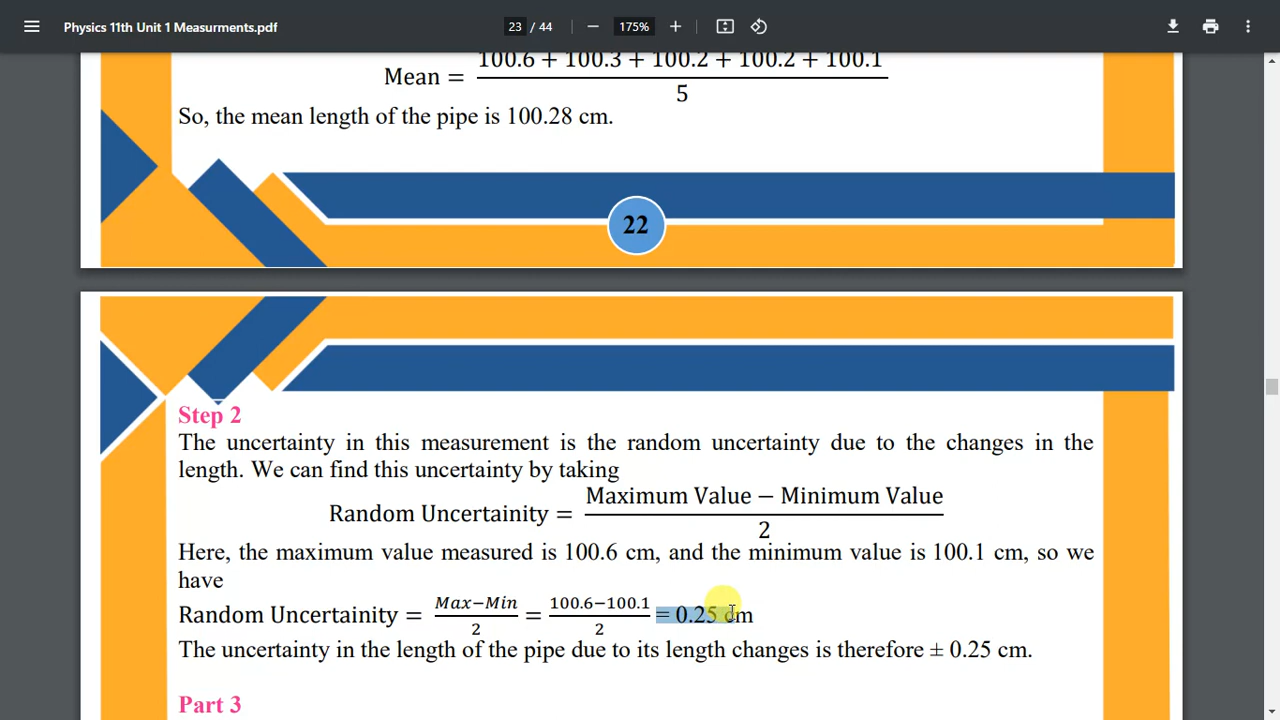 Physics 11th Unit 1 Measurments.pdf
23 / 44
175%
Mean = 100.6 + 100.3 + 100.2 + 100.2 + 100.1 / 5
So, the mean length of the pipe is 100.28 cm.
22
Step 2
The uncertainty in this measurement is the random uncertainty due to the changes in the
length. We can find this uncertainty by taking
Random Uncertainity = Maximum Value − Minimum Value / 2
Here, the maximum value measured is 100.6 cm, and the minimum value is 100.1 cm, so we
have
Random Uncertainity = Max−Min / 2 = 100.6−100.1 / 2 = 0.25 cm
The uncertainty in the length of the pipe due to its length changes is therefore ± 0.25 cm.
Part 3